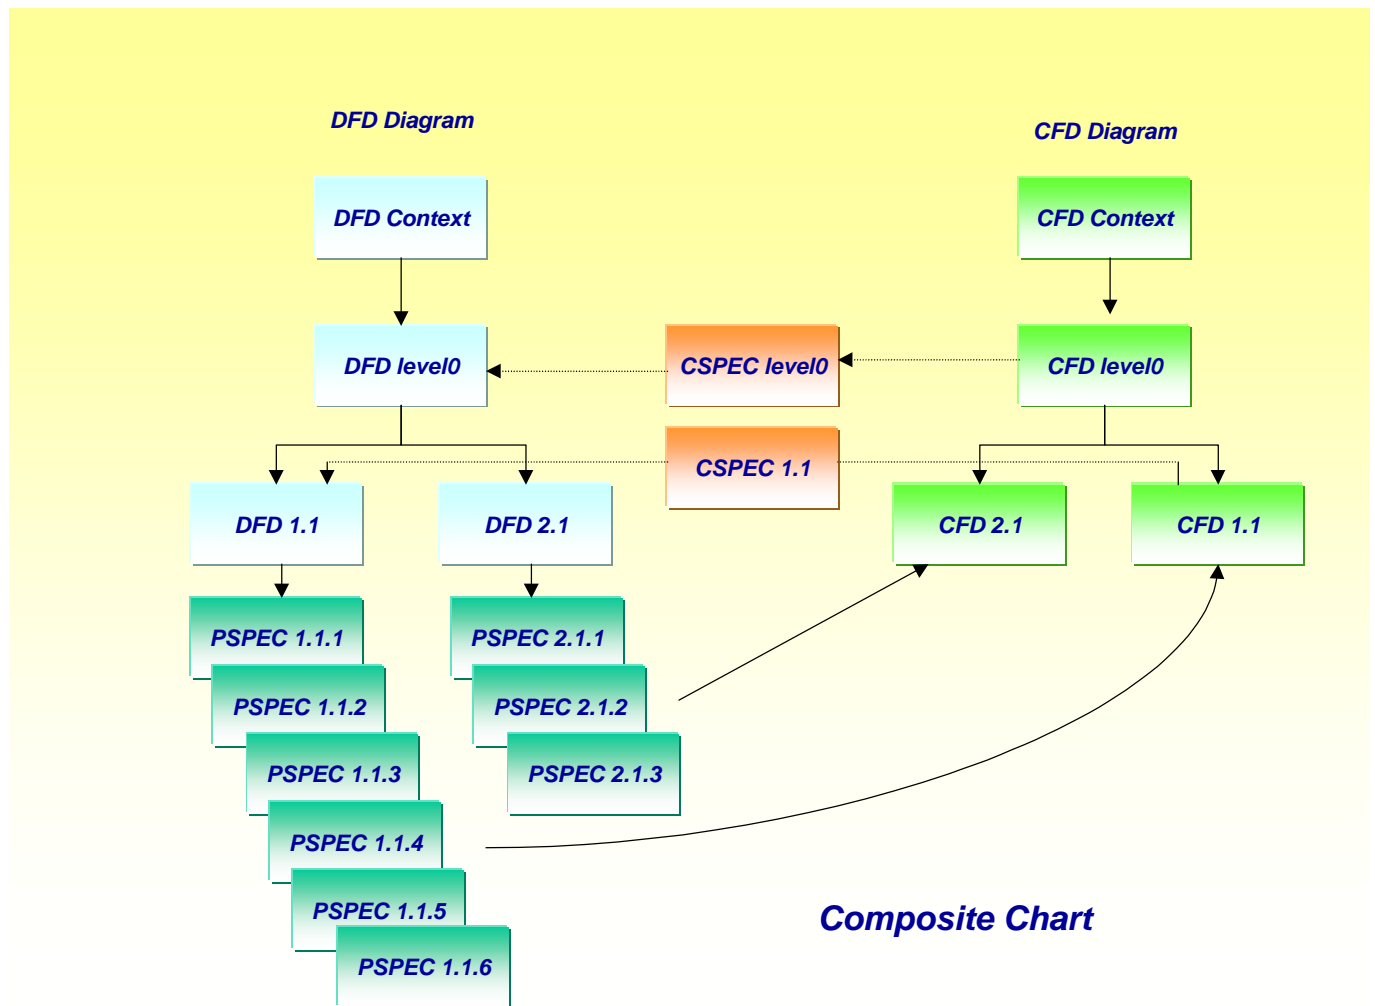 DFD Diagram
CFD Diagram
DFD Context
CFD Context
DFD level0
CSPEC level0
CFD level0
CSPEC 1.1
DFD 1.1
DFD 2.1
CFD 2.1
CFD 1.1
PSPEC 1.1.1
PSPEC 2.1.1
PSPEC 1.1.2
PSPEC 2.1.2
PSPEC 1.1.3
PSPEC 2.1.3
PSPEC 1.1.4
PSPEC 1.1.5
Composite Chart
PSPEC 1.1.6